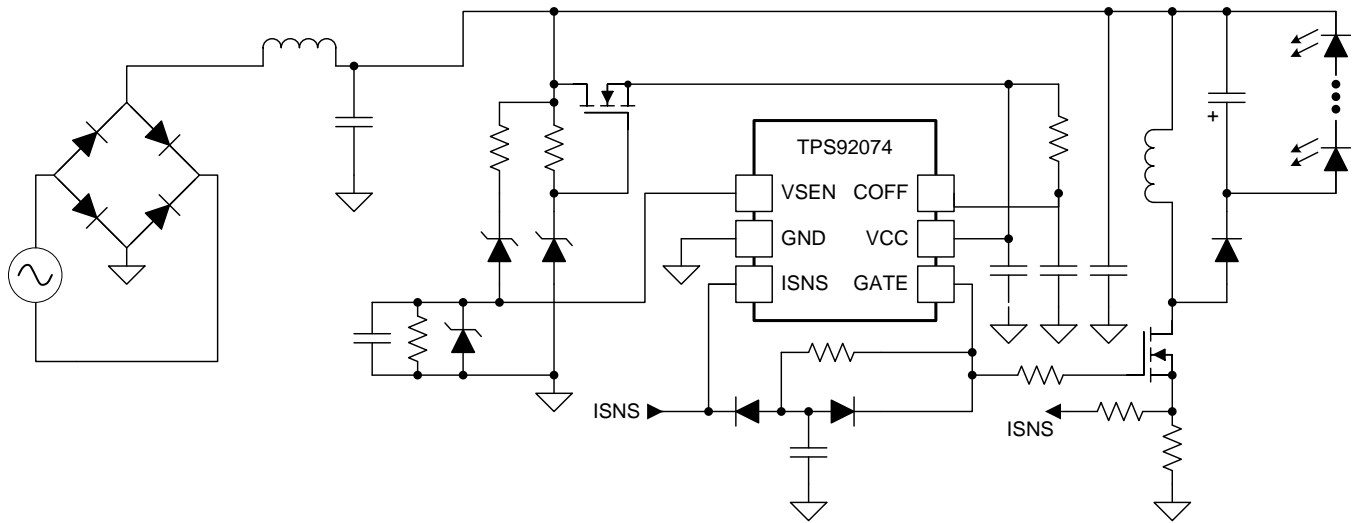 TPS92074
VSEN COFF
GND VCC
ISNS GATE
ISNS
ISNS
+